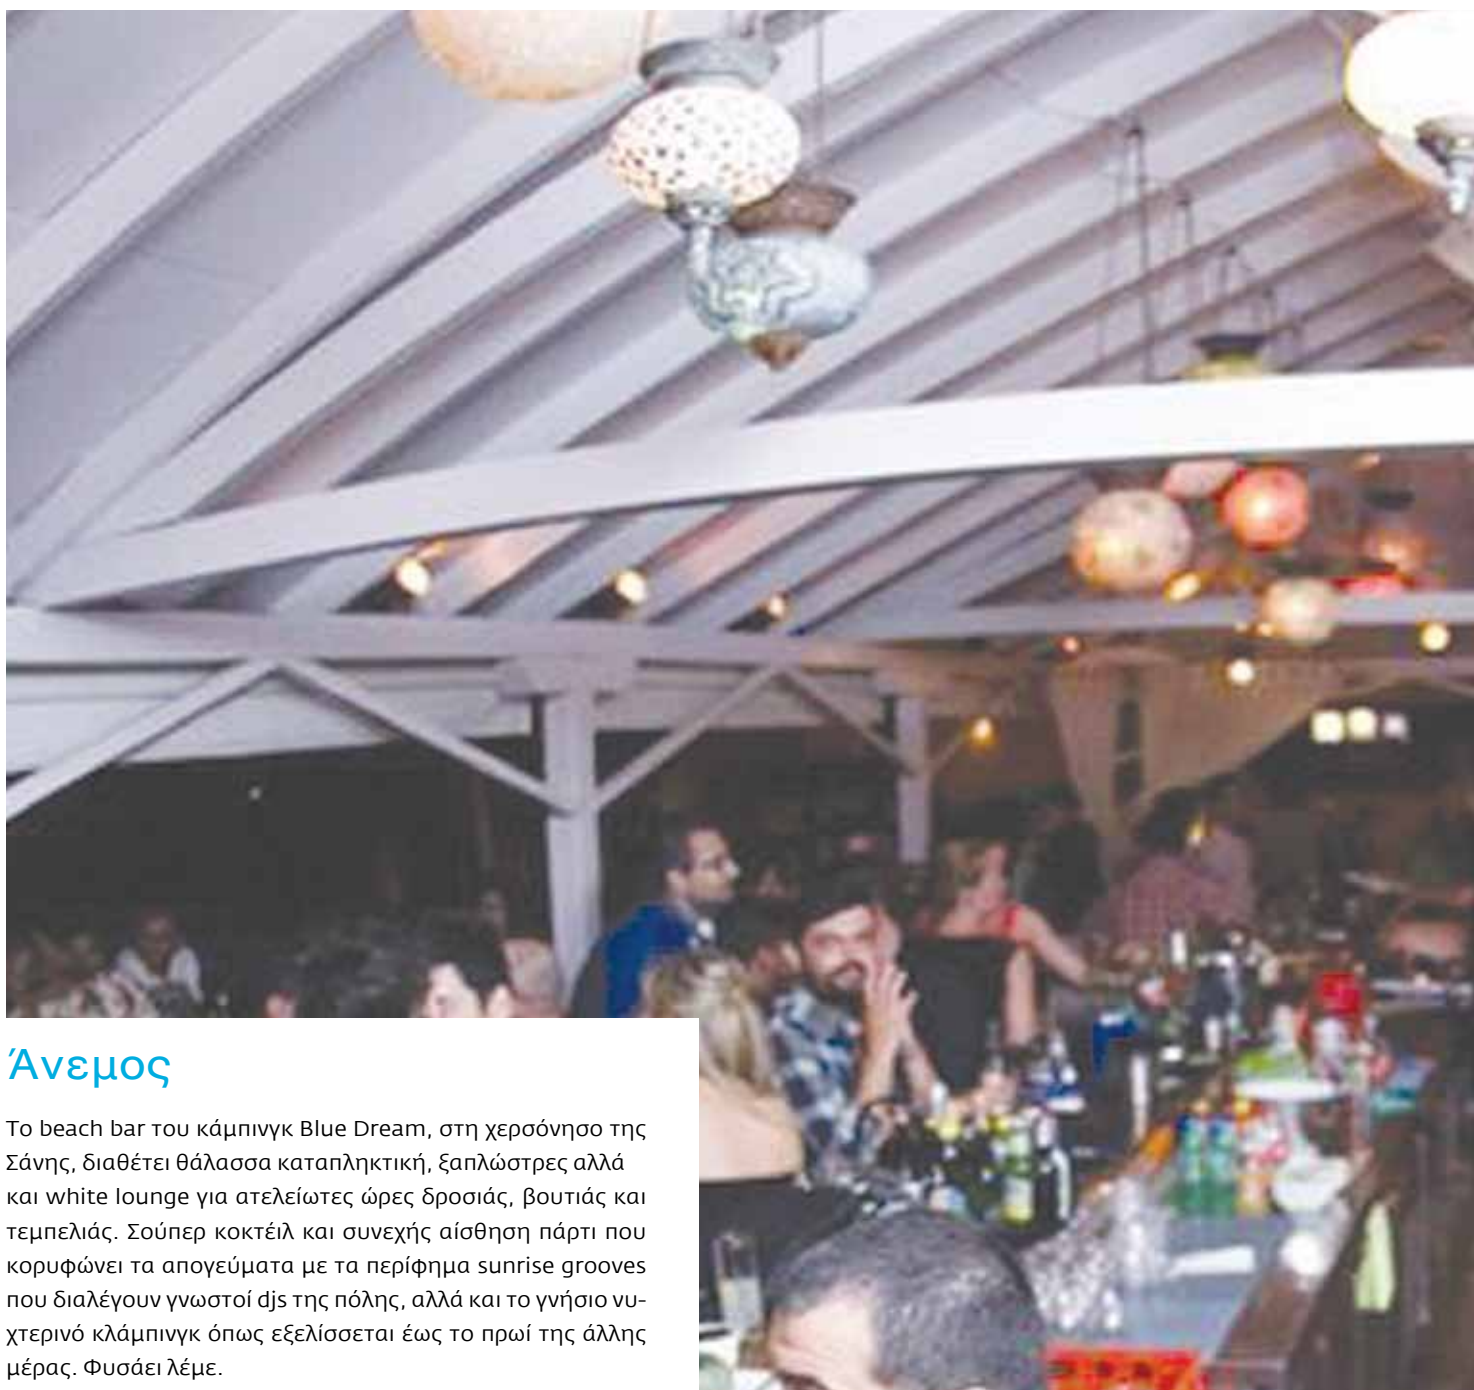 Άνεμος
Το beach bar του κάμπινγκ Blue Dream, στη χερσόνησο της
Σάνης, διαθέτει θάλασσα καταπληκτική, ξαπλώστρες αλλά
και white lounge για ατελείωτες ώρες δροσιάς, βουτιάς και
τεμπελιάς. Σούπερ κοκτέιλ και συνεχής αίσθηση πάρτι που
κορυφώνει τα απογεύματα με τα περίφημα sunrise grooves
που διαλέγουν γνωστοί djs της πόλης, αλλά και το γνήσιο νυ-
χτερινό κλάμπινγκ όπως εξελίσσεται έως το πρωί της άλλης
μέρας. Φυσάει λέμε.